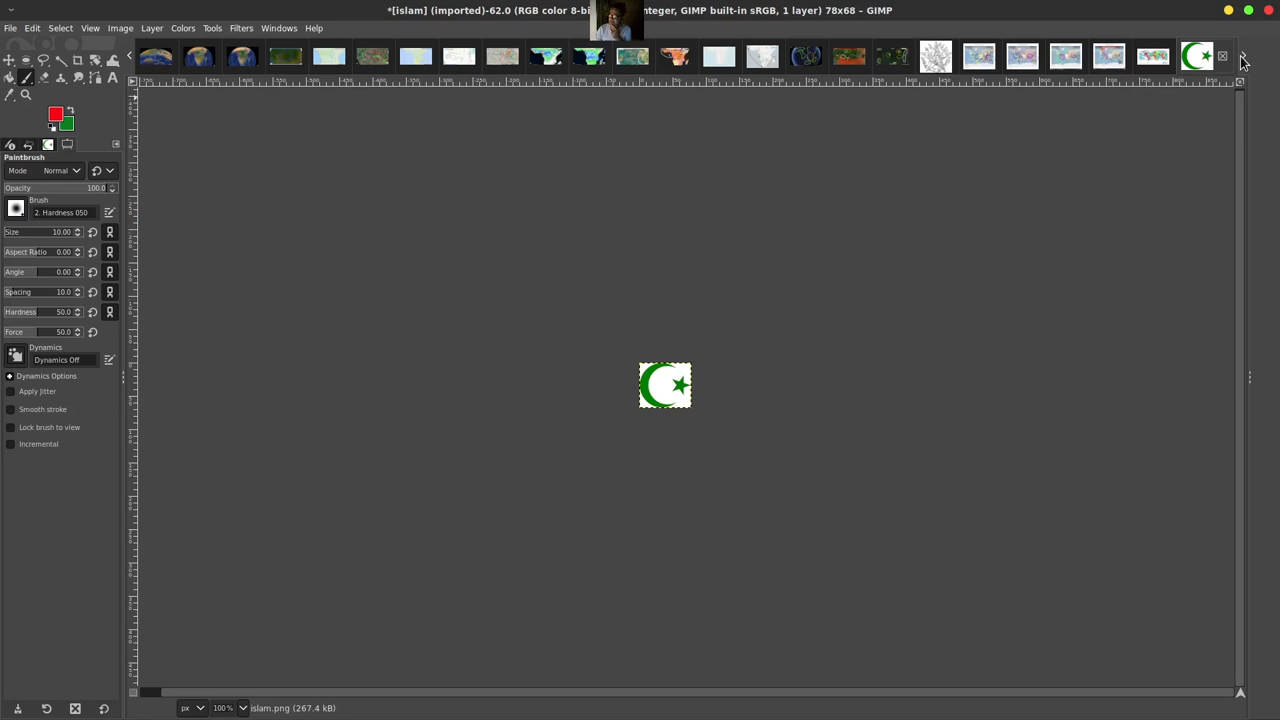 *[islam] (imported)-62.0 (RGB color 8-bi
nteger, GIMP built-in sRGB, 1 layer) 78x68 – GIMP
File Edit Select View Image Layer Colors Tools Filters Windows Help
Paintbrush
Mode Normal
Opacity 100.0
Brush
2. Hardness 050
Size 10.00
Aspect Ratio 0.00
Angle 0.00
Spacing 10.0
Hardness 50.0
Force 50.0
Dynamics
Dynamics Off
Dynamics Options
Apply Jitter
Smooth stroke
Lock brush to view
Incremental
px 100% islam.png (267.4 kB)